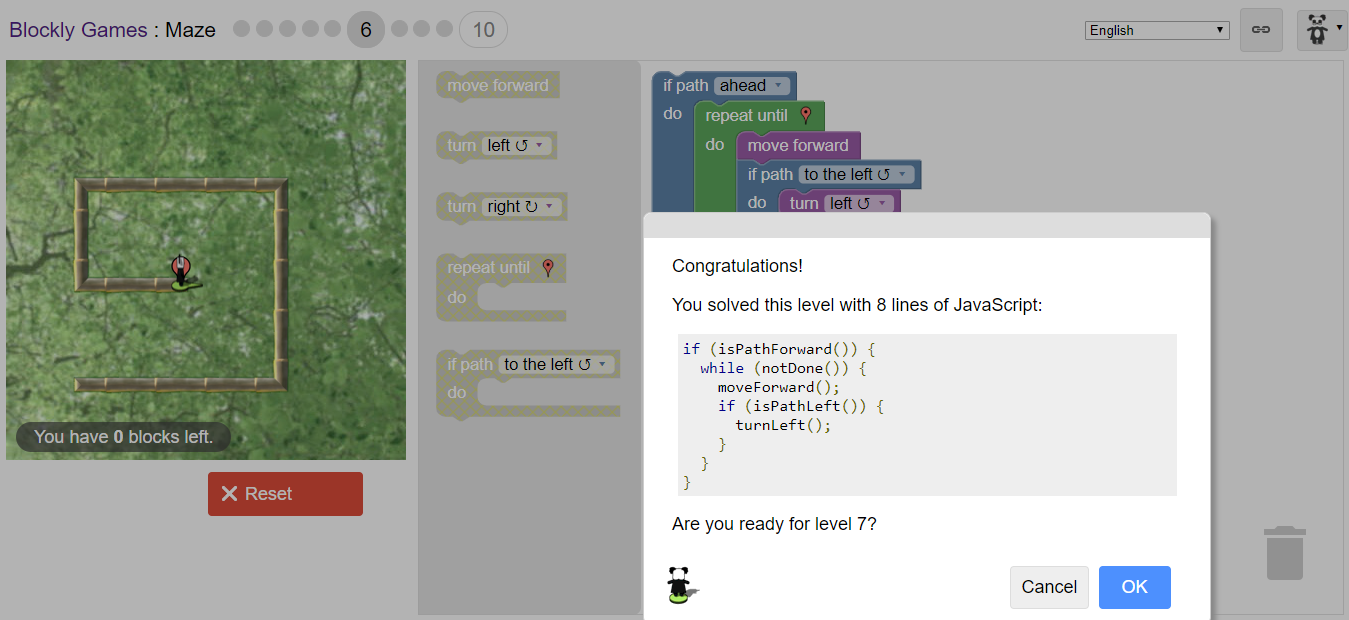 Blockly Games : Maze
6
10
English
move forward
turn left ↺
turn right ↻
repeat until
do
if path to the left ↺
do
if path ahead
do
repeat until
do
move forward
if path to the left ↺
do
turn left ↺
You have 0 blocks left.
Reset
Congratulations!
You solved this level with 8 lines of JavaScript:
if (isPathForward()) {
  while (notDone()) {
    moveForward();
    if (isPathLeft()) {
      turnLeft();
    }
  }
}
Are you ready for level 7?
Cancel
OK